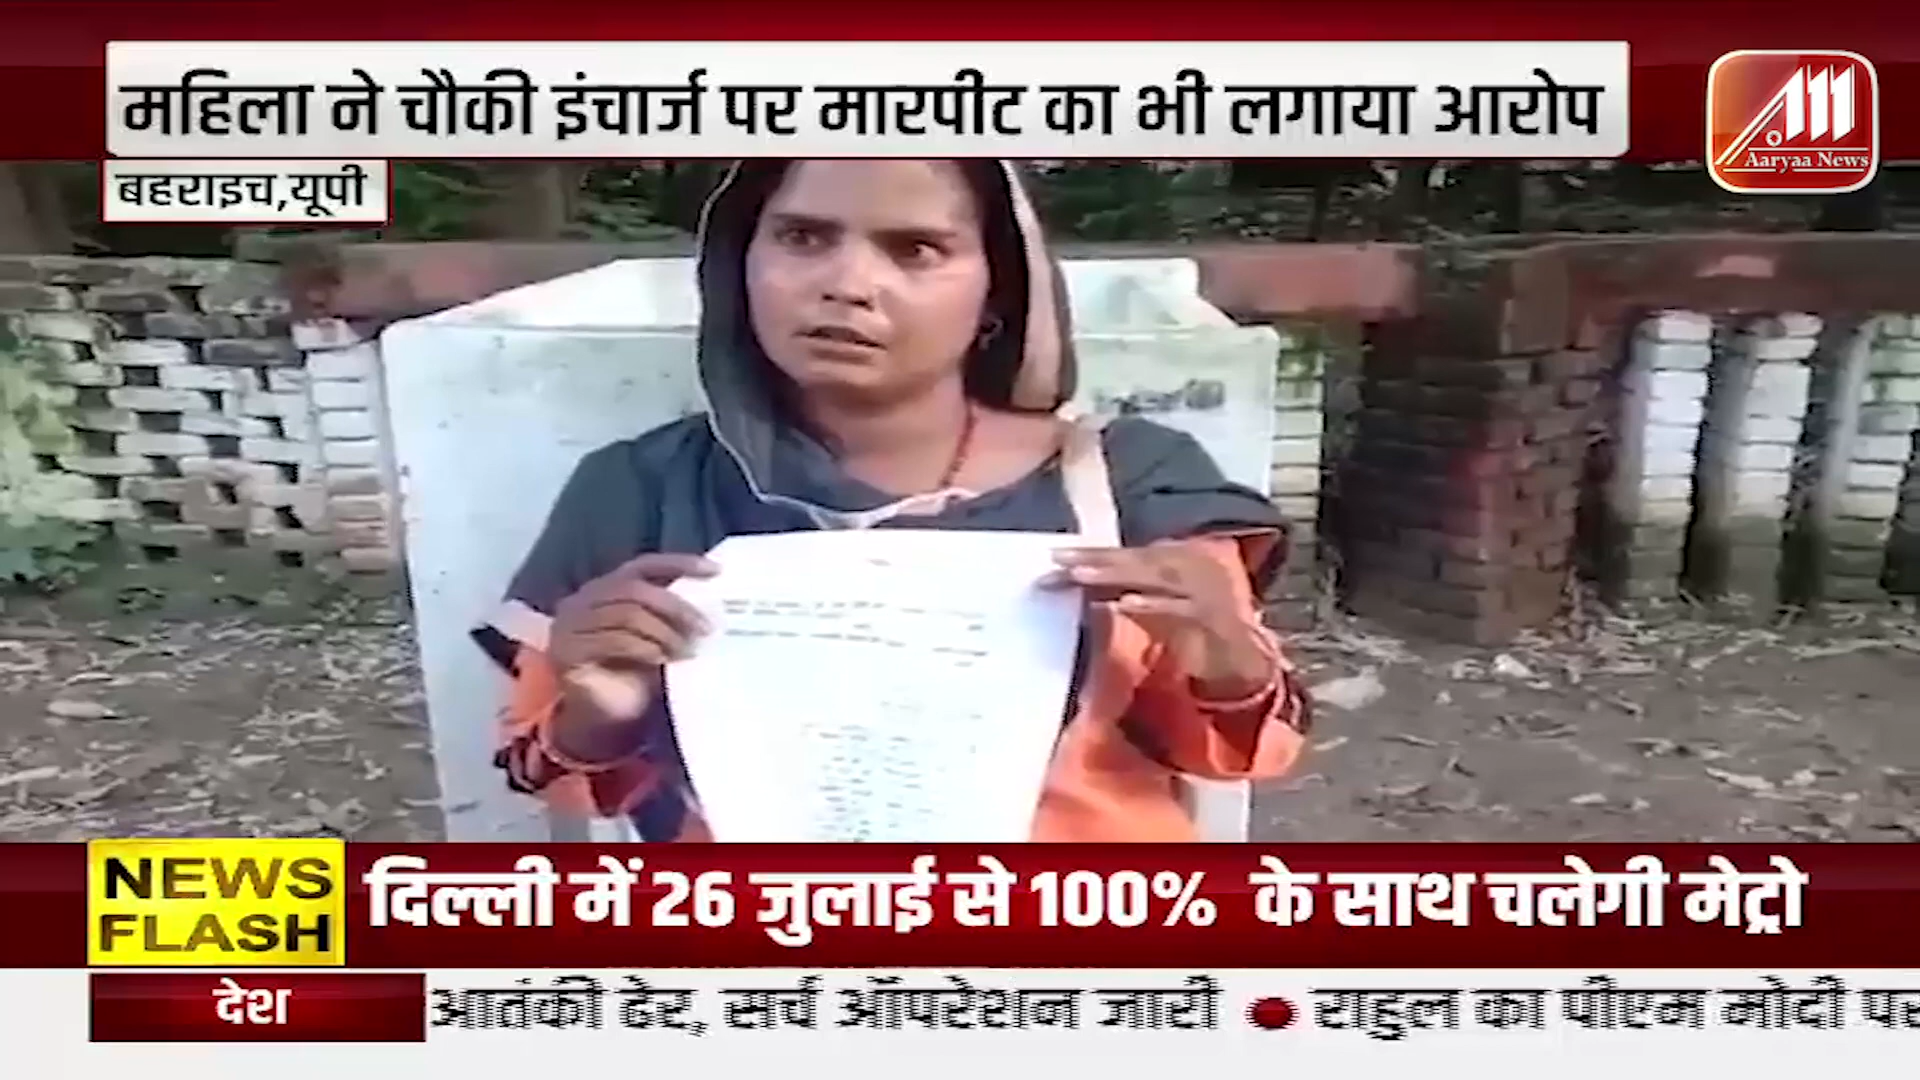 महिला ने चौकी इंचार्ज पर मारपीट का भी लगाया आरोप
Aaryaa News
बहराइच,यूपी
NEWS
FLASH
दिल्ली में 26 जुलाई से 100% के साथ चलेगी मेट्रो
देश
आतंकी ढेर, सर्च ऑपरेशन जारी ● राहुल का पीएम मोदी पर